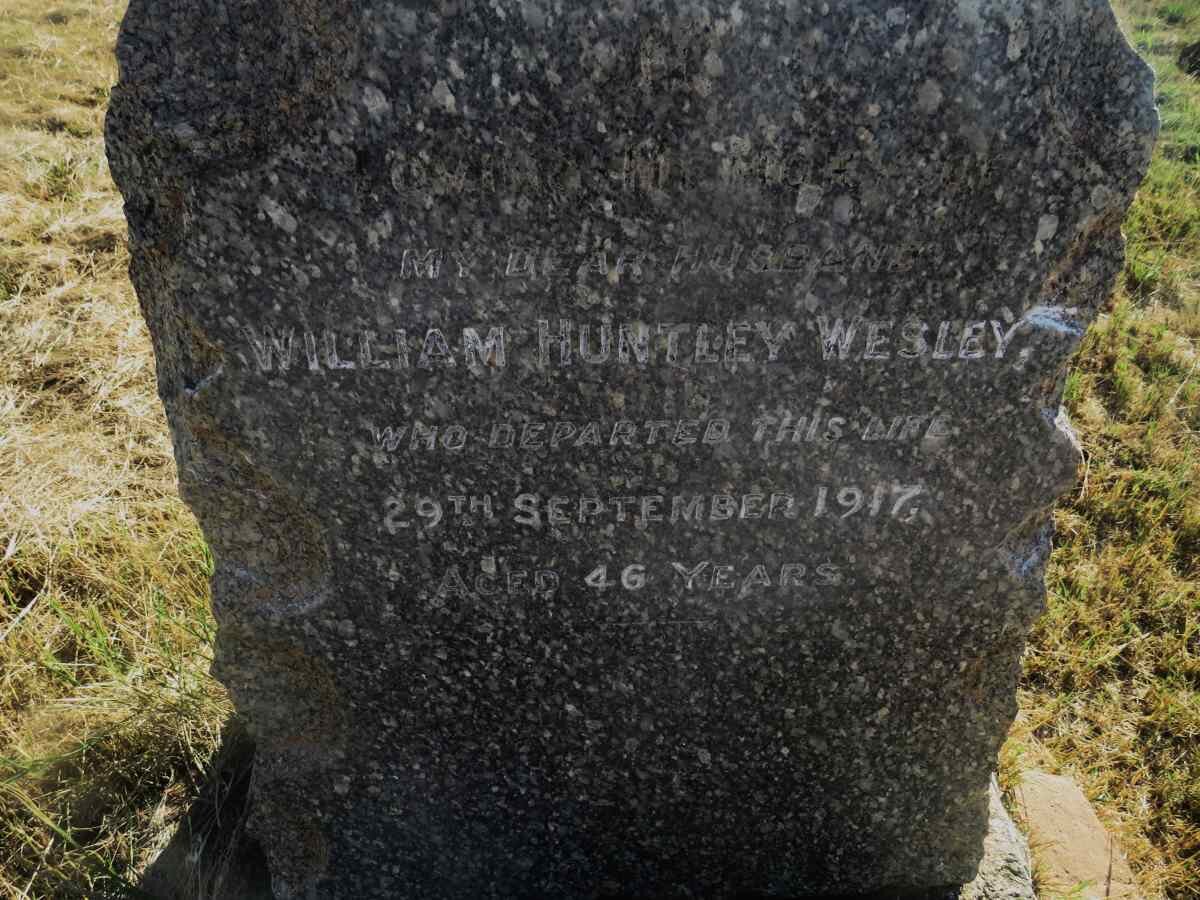 MY DEAR HUSBAND
WILLIAM HUNTLEY WESLEY,
WHO DEPARTED THIS LIFE
29TH SEPTEMBER 1917,
AGED 46 YEARS.